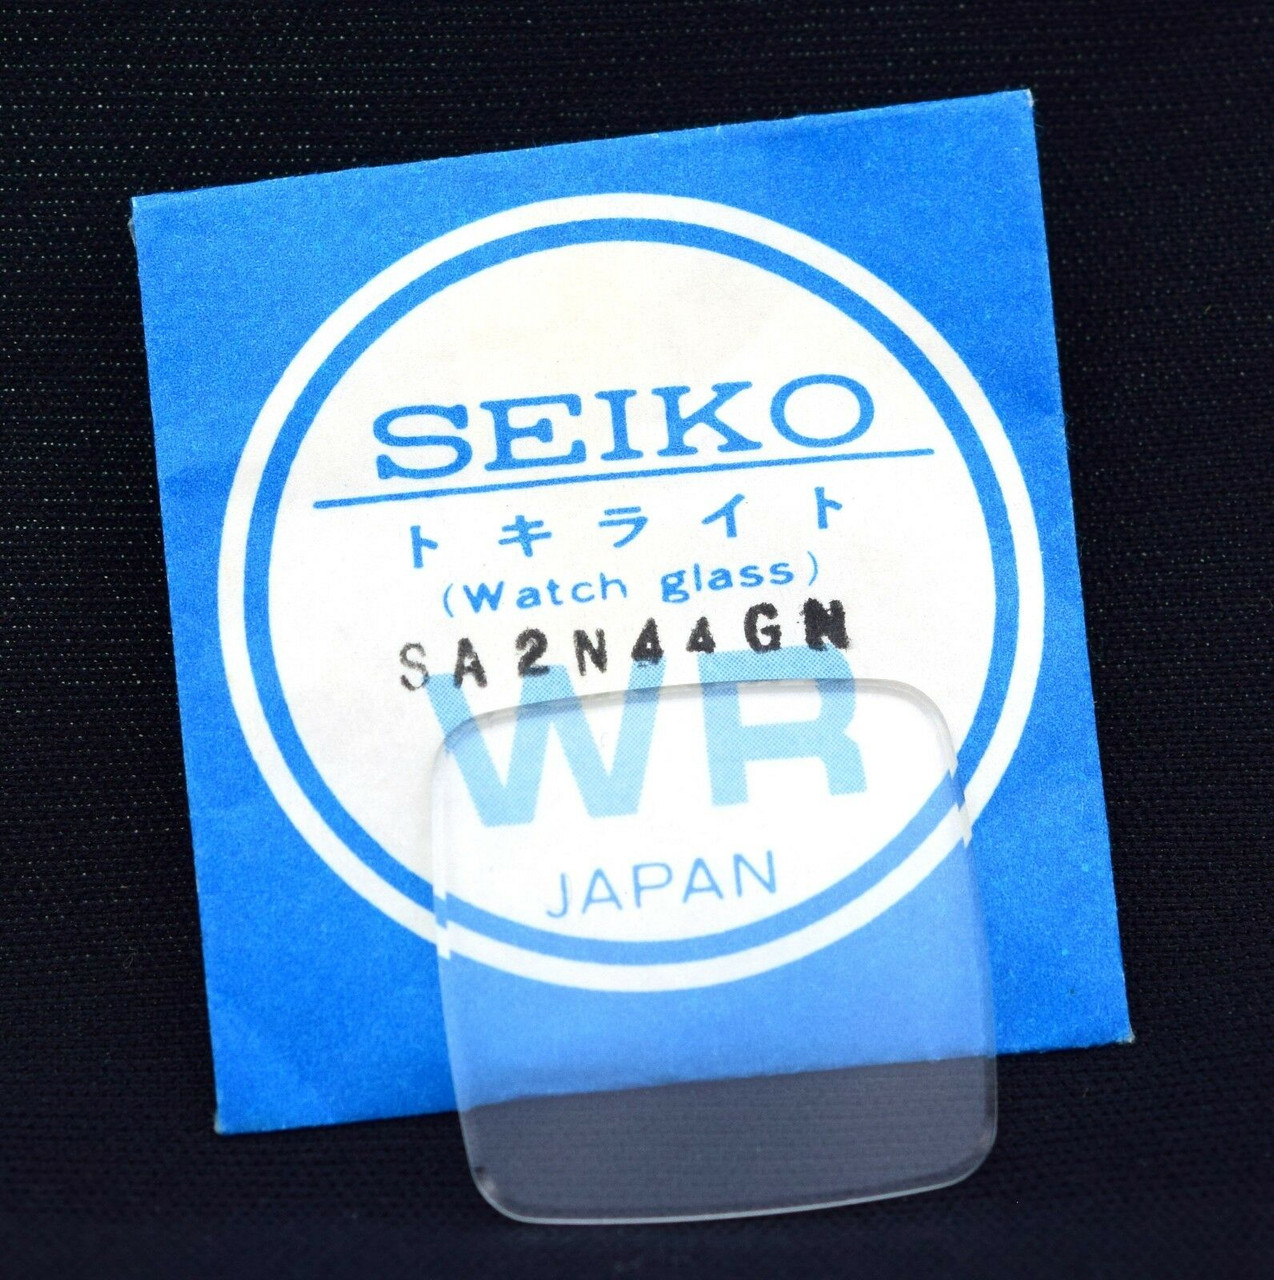 SEIKO
トキライト
(Watch glass)
SA2N44GN
WR
JAPAN